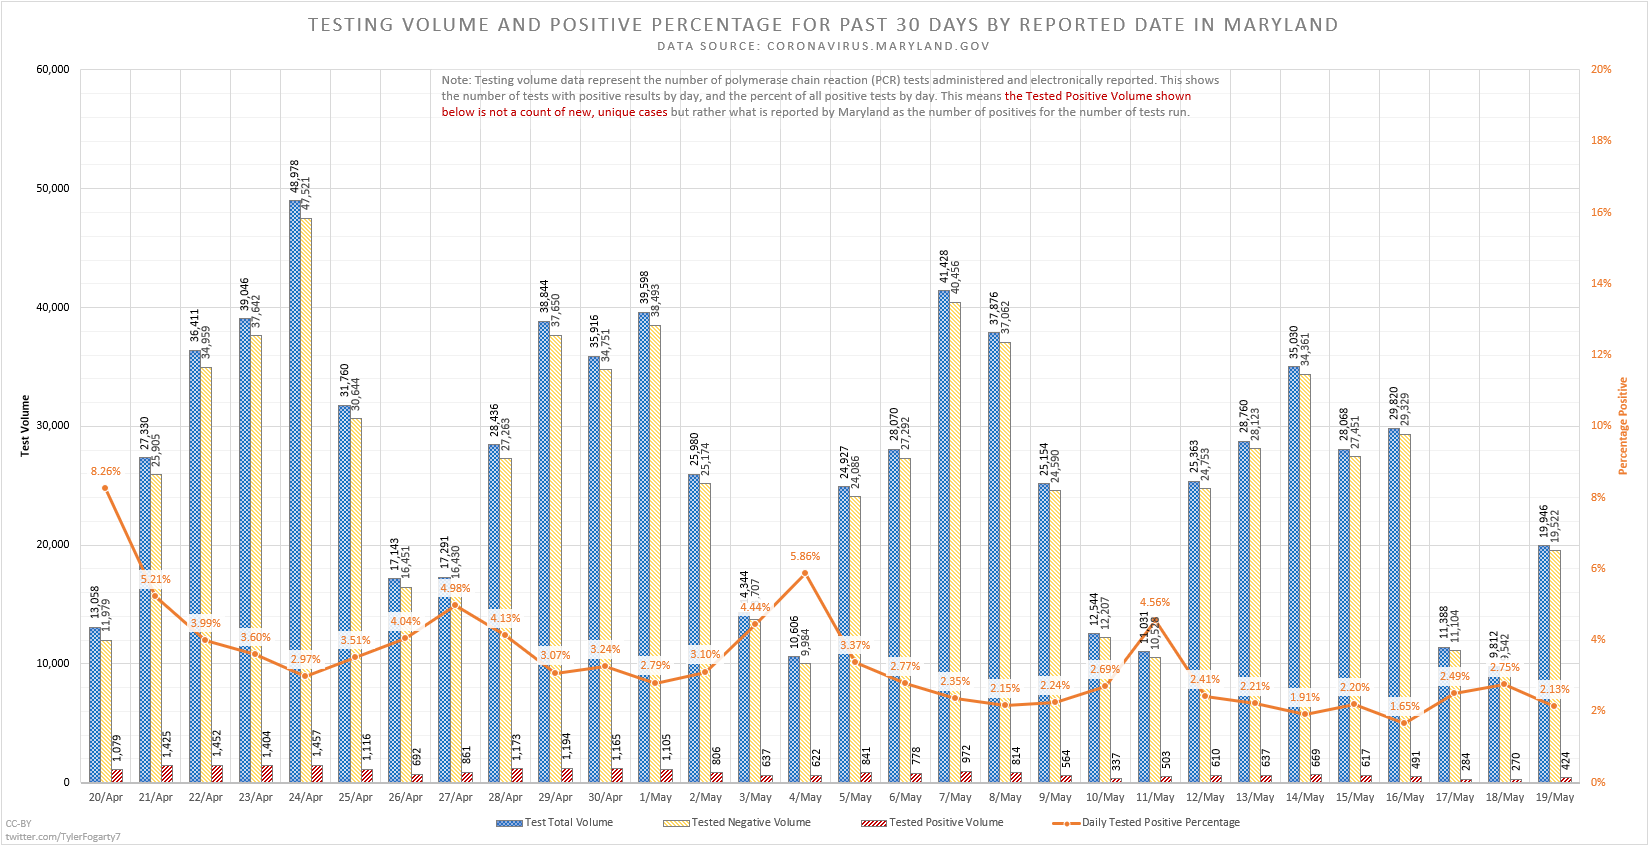 TESTING VOLUME AND POSITIVE PERCENTAGE FOR PAST 30 DAYS BY REPORTED DATE IN MARYLAND
DATA SOURCE: CORONAVIRUS.MARYLAND.GOV
Note: Testing volume data represent the number of polymerase chain reaction (PCR) tests administered and electronically reported. This shows
the number of tests with positive results by day, and the percent of all positive tests by day. This means the Tested Positive Volume shown
below is not a count of new, unique cases but rather what is reported by Maryland as the number of positives for the number of tests run.
Test Volume
60,000
50,000
40,000
30,000
20,000
10,000
0
13,058 11,979 8.26% 1,079
27,330 25,905 5.21% 1,425
36,411 34,959 3.99% 1,452
39,046 37,642 3.60% 1,404
48,978 47,521 2.97% 1,457
31,760 30,644 3.51% 1,116
17,143 16,451 4.04% 692
17,291 16,430 4.98% 861
28,436 27,263 4.13% 1,173
38,844 37,650 3.07% 1,194
35,916 34,751 3.24% 1,165
39,598 38,493 2.79% 1,105
25,980 25,174 3.10% 806
4.44% 637
10,606 9,984 5.86% 622
24,927 24,086 3.37% 841
28,070 27,292 2.77% 778
41,428 40,456 2.35% 972
37,876 37,062 2.15% 814
25,154 24,590 2.24% 564
12,544 12,207 2.69% 337
11,031 10,528 4.56% 503
25,363 24,753 2.41% 610
28,760 28,123 2.21% 637
35,030 34,361 1.91% 669
28,068 27,451 2.20% 617
29,820 29,329 1.65% 491
11,388 11,104 2.49% 284
9,812 9,542 2.75% 270
19,946 19,522 2.13% 424
20%
18%
16%
14%
12%
10%
8%
6%
4%
2%
0%
Percentage Positive
20/Apr 21/Apr 22/Apr 23/Apr 24/Apr 25/Apr 26/Apr 27/Apr 28/Apr 29/Apr 30/Apr 1/May 2/May 3/May 4/May 5/May 6/May 7/May 8/May 9/May 10/May 11/May 12/May 13/May 14/May 15/May 16/May 17/May 18/May 19/May
Test Total Volume Tested Negative Volume Tested Positive Volume Daily Tested Positive Percentage
CC-BY
twitter.com/TylerFogarty7